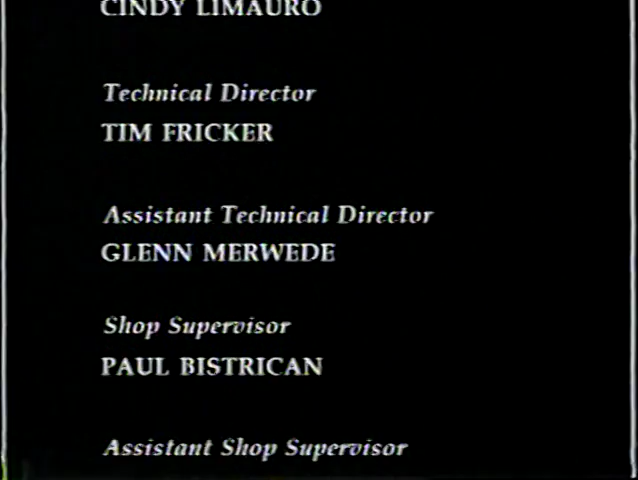 CINDY LIMAURO
Technical Director
TIM FRICKER
Assistant Technical Director
GLENN MERWEDE
Shop Supervisor
PAUL BISTRICAN
Assistant Shop Supervisor